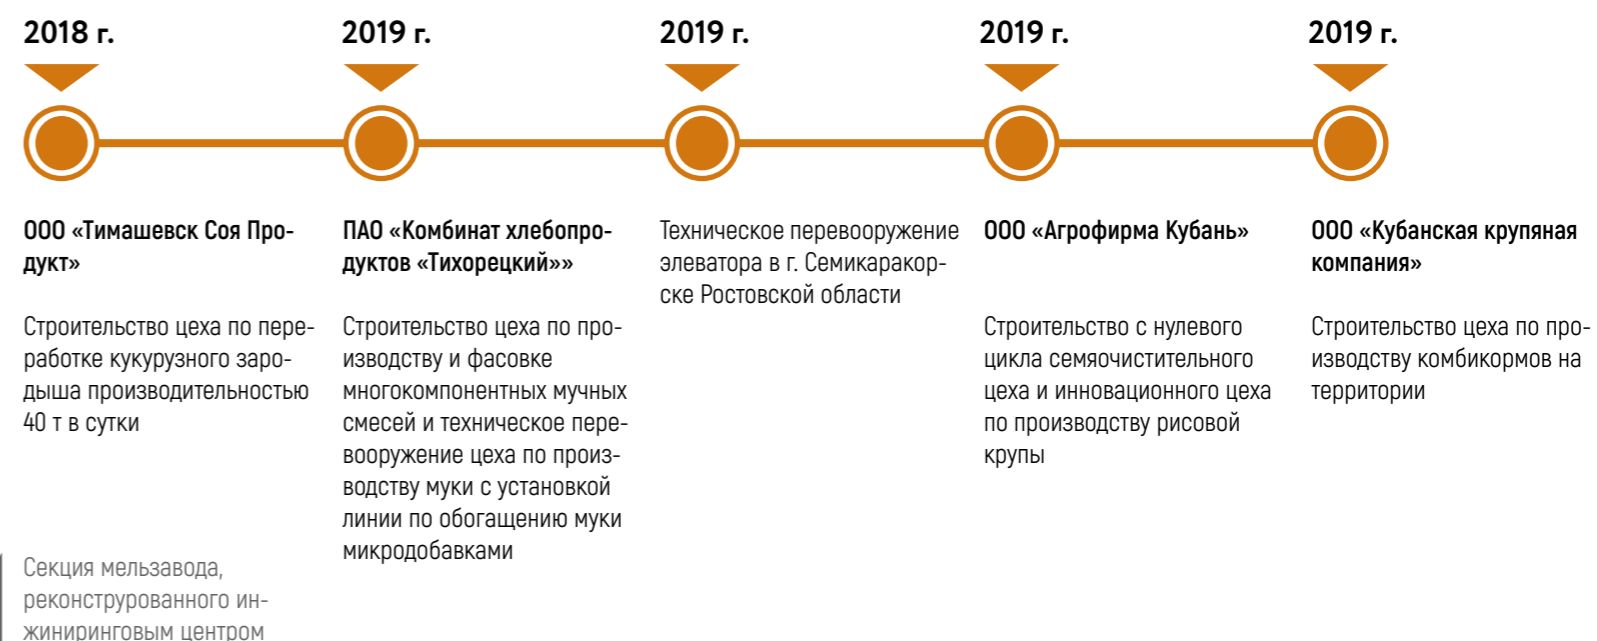 2018 г.
ООО «Тимашевск Соя Про-
дукт»
Строительство цеха по пере-
работке кукурузного заро-
дыша производительностью
40 т в сутки
2019 г.
ПАО «Комбинат хлебопро-
дуктов «Тихорецкий»»
Строительство цеха по про-
изводству и фасовке
многокомпонентных мучных
смесей и техническое пере-
вооружение цеха по произ-
водству муки с установкой
линии по обогащению муки
микродобавками
2019 г.
Техническое перевооружение
элеватора в г. Семикаракор-
ске Ростовской области
2019 г.
ООО «Агрофирма Кубань»
Строительство с нулевого
цикла семяочистительного
цеха и инновационного цеха
по производству рисовой
крупы
2019 г.
ООО «Кубанская крупяная
компания»
Строительство цеха по про-
изводству комбикормов на
территории
Секция мельзавода,
реконструрованного ин-
жиниринговым центром